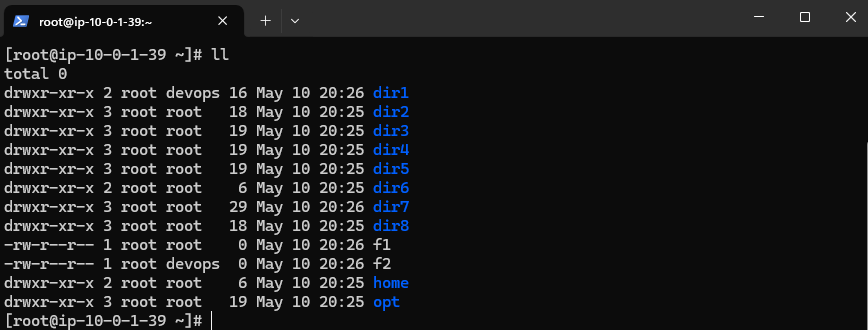 root@ip-10-0-1-39:~
[root@ip-10-0-1-39 ~]# ll
total 0
drwxr-xr-x 2 root devops 16 May 10 20:26 dir1
drwxr-xr-x 3 root root   18 May 10 20:25 dir2
drwxr-xr-x 3 root root   19 May 10 20:25 dir3
drwxr-xr-x 3 root root   19 May 10 20:25 dir4
drwxr-xr-x 3 root root   19 May 10 20:25 dir5
drwxr-xr-x 2 root root    6 May 10 20:25 dir6
drwxr-xr-x 3 root root   29 May 10 20:26 dir7
drwxr-xr-x 3 root root   18 May 10 20:25 dir8
-rw-r--r-- 1 root root    0 May 10 20:26 f1
-rw-r--r-- 1 root devops  0 May 10 20:26 f2
drwxr-xr-x 2 root root    6 May 10 20:25 home
drwxr-xr-x 3 root root   19 May 10 20:25 opt
[root@ip-10-0-1-39 ~]#